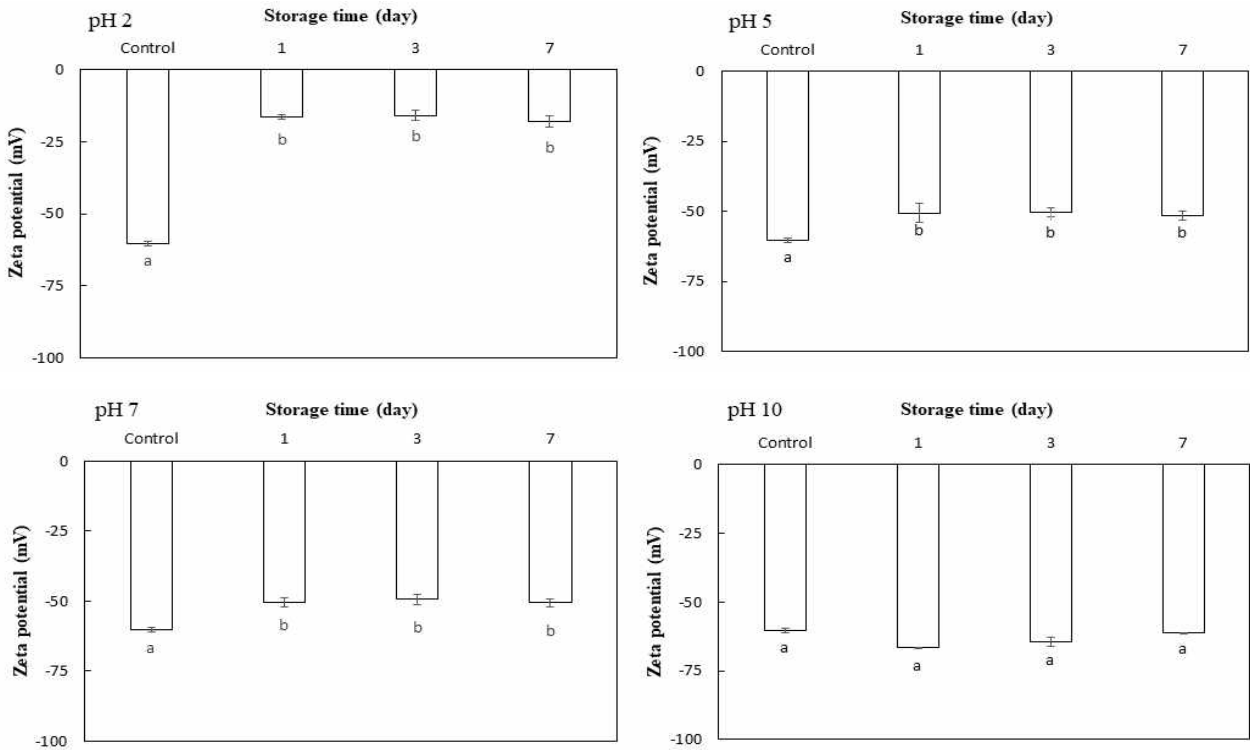 pH 2
Storage time (day)
Control 1 3 7
0
-25
-50
-75
-100
Zeta potential (mV)
a
b
b
b
pH 5
Storage time (day)
Control 1 3 7
0
-25
-50
-75
-100
Zeta potential (mV)
a
b
b
b
pH 7
Storage time (day)
Control 1 3 7
0
-25
-50
-75
-100
Zeta potential (mV)
a
b
b
b
pH 10
Storage time (day)
Control 1 3 7
0
-25
-50
-75
-100
Zeta potential (mV)
a
a
a
a